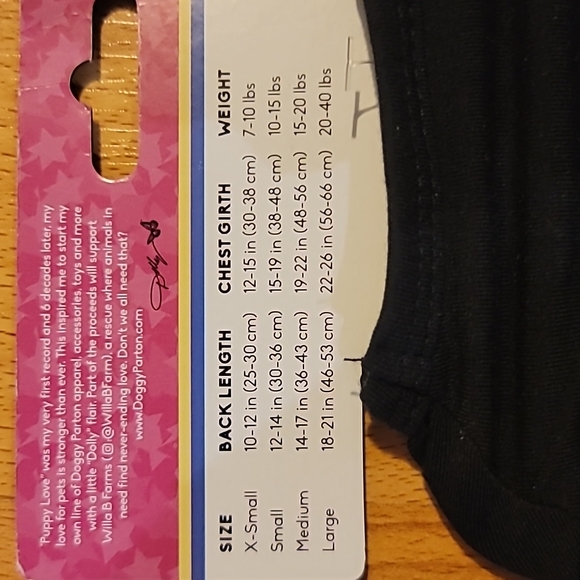 "Puppy Love" was my very first record and 6 decades later, my
love for pets is stronger than ever. This inspired me to start my
own line of Doggy Parton apparel, accessories, toys and more
with a little "Dolly" flair. Part of the proceeds will support
Willa B Farms (@WillaBFarm), a rescue where animals in
need find never-ending love. Don't we all need that?
www.DoggyParton.com
Dolly
SIZE BACK LENGTH CHEST GIRTH WEIGHT
X-Small 10-12 in (25-30 cm) 12-15 in (30-38 cm) 7-10 lbs
Small 12-14 in (30-36 cm) 15-19 in (38-48 cm) 10-15 lbs
Medium 14-17 in (36-43 cm) 19-22 in (48-56 cm) 15-20 lbs
Large 18-21 in (46-53 cm) 22-26 in (56-66 cm) 20-40 lbs